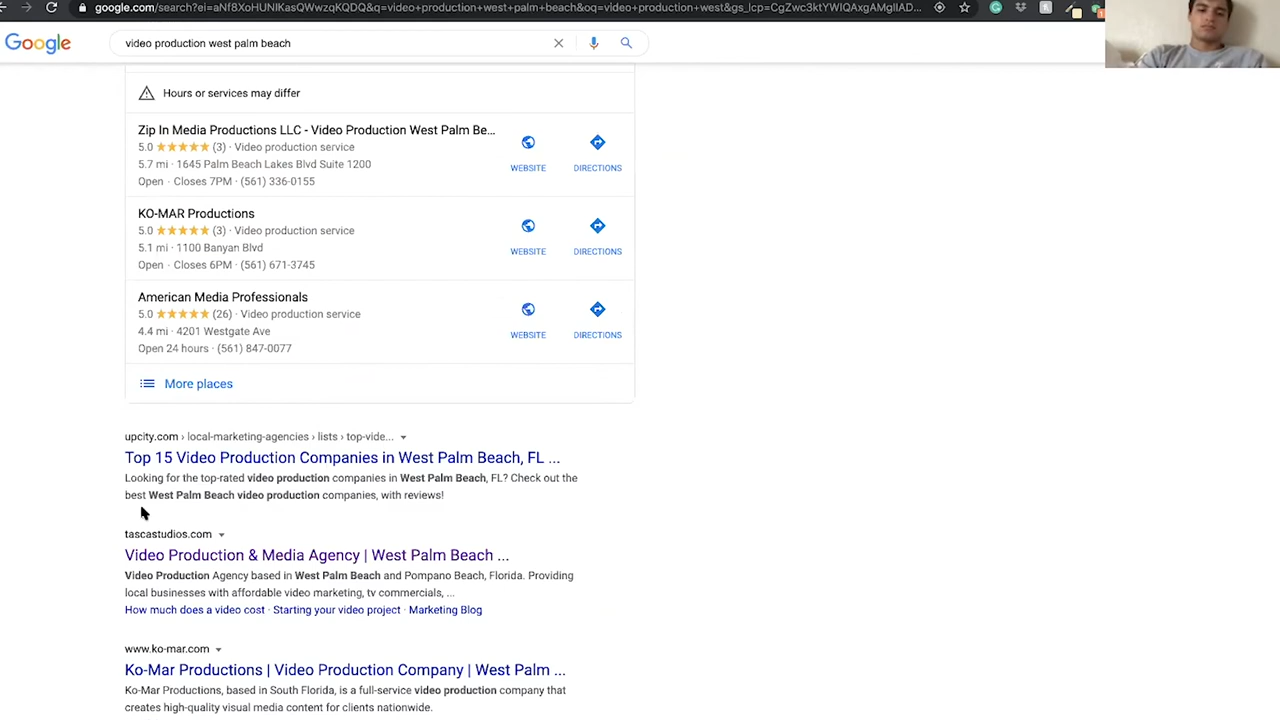 google.com/search?ei=aNf8XoHUNIKasQWwzqKQDQ&q=video+production+west+palm+beach&oq=video+production+west&gs_lcp=CgZwc3ktYWIQAxgAMgIIAD...
Google
video production west palm beach
Hours or services may differ
Zip In Media Productions LLC - Video Production West Palm Be...
5.0 (3) · Video production service
5.7 mi · 1645 Palm Beach Lakes Blvd Suite 1200
Open · Closes 7PM · (561) 336-0155
WEBSITE
DIRECTIONS
KO-MAR Productions
5.0 (3) · Video production service
5.1 mi · 1100 Banyan Blvd
Open · Closes 6PM · (561) 671-3745
WEBSITE
DIRECTIONS
American Media Professionals
5.0 (26) · Video production service
4.4 mi · 4201 Westgate Ave
Open 24 hours · (561) 847-0077
WEBSITE
DIRECTIONS
More places
upcity.com › local-marketing-agencies › lists › top-vide...
Top 15 Video Production Companies in West Palm Beach, FL ...
Looking for the top-rated video production companies in West Palm Beach, FL? Check out the
best West Palm Beach video production companies, with reviews!
tascastudios.com
Video Production & Media Agency | West Palm Beach ...
Video Production Agency based in West Palm Beach and Pompano Beach, Florida. Providing
local businesses with affordable video marketing, tv commercials, ...
How much does a video cost · Starting your video project · Marketing Blog
www.ko-mar.com
Ko-Mar Productions | Video Production Company | West Palm ...
Ko-Mar Productions, based in South Florida, is a full-service video production company that
creates high-quality visual media content for clients nationwide.